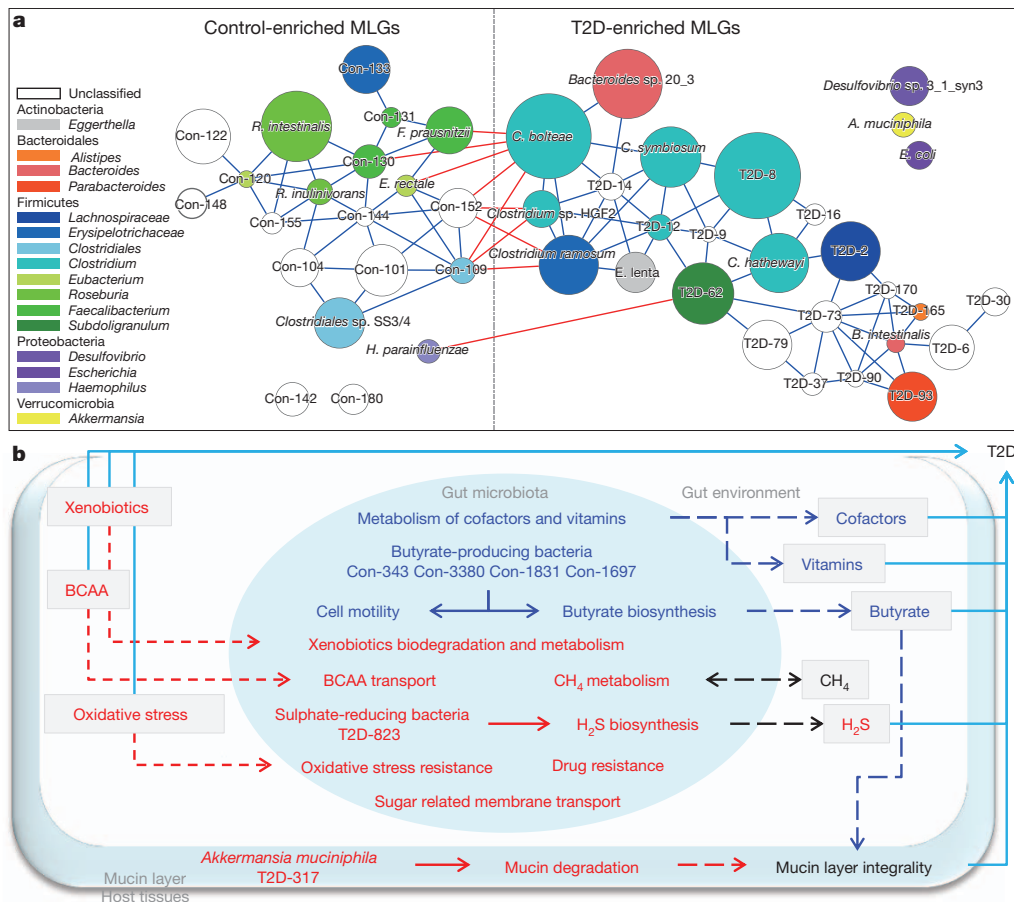 a
Control-enriched MLGs
T2D-enriched MLGs
Unclassified
Actinobacteria
Eggerthella
Bacteroidales
Alistipes
Bacteroides
Parabacteroides
Firmicutes
Lachnospiraceae
Erysipelotrichaceae
Clostridiales
Clostridium
Eubacterium
Roseburia
Faecalibacterium
Subdoligranulum
Proteobacteria
Desulfovibrio
Escherichia
Haemophilus
Verrucomicrobia
Akkermansia
Con-133
Con-131
Con-122
R. intestinalis
F. prausnitzii
Con-130
Con-120
E. rectale
R. inulinivorans
Con-148
Con-155
Con-144
Con-152
Con-104
Con-101
Con-109
Clostridiales sp. SS3/4
H. parainfluenzae
Con-142
Con-180
Bacteroides sp. 20_3
Desulfovibrio sp. 3_1_syn3
A. muciniphila
E. coli
C. bolteae
C. symbiosum
T2D-8
T2D-14
Clostridium sp. HGF2
T2D-12
T2D-9
T2D-16
Clostridium ramosum
E. lenta
C. hathewayi
T2D-2
T2D-62
T2D-170
T2D-30
T2D-73
T2D-165
B. intestinalis
T2D-79
T2D-6
T2D-37
T2D-90
T2D-93
b
T2D
Xenobiotics
Gut microbiota
Gut environment
Metabolism of cofactors and vitamins
Cofactors
Butyrate-producing bacteria
Con-343 Con-3380 Con-1831 Con-1697
Vitamins
BCAA
Cell motility
Butyrate biosynthesis
Butyrate
Xenobiotics biodegradation and metabolism
BCAA transport
CH4 metabolism
CH4
Oxidative stress
Sulphate-reducing bacteria
T2D-823
H2S biosynthesis
H2S
Oxidative stress resistance
Drug resistance
Sugar related membrane transport
Akkermansia muciniphila
T2D-317
Mucin degradation
Mucin layer integrality
Mucin layer
Host tissues